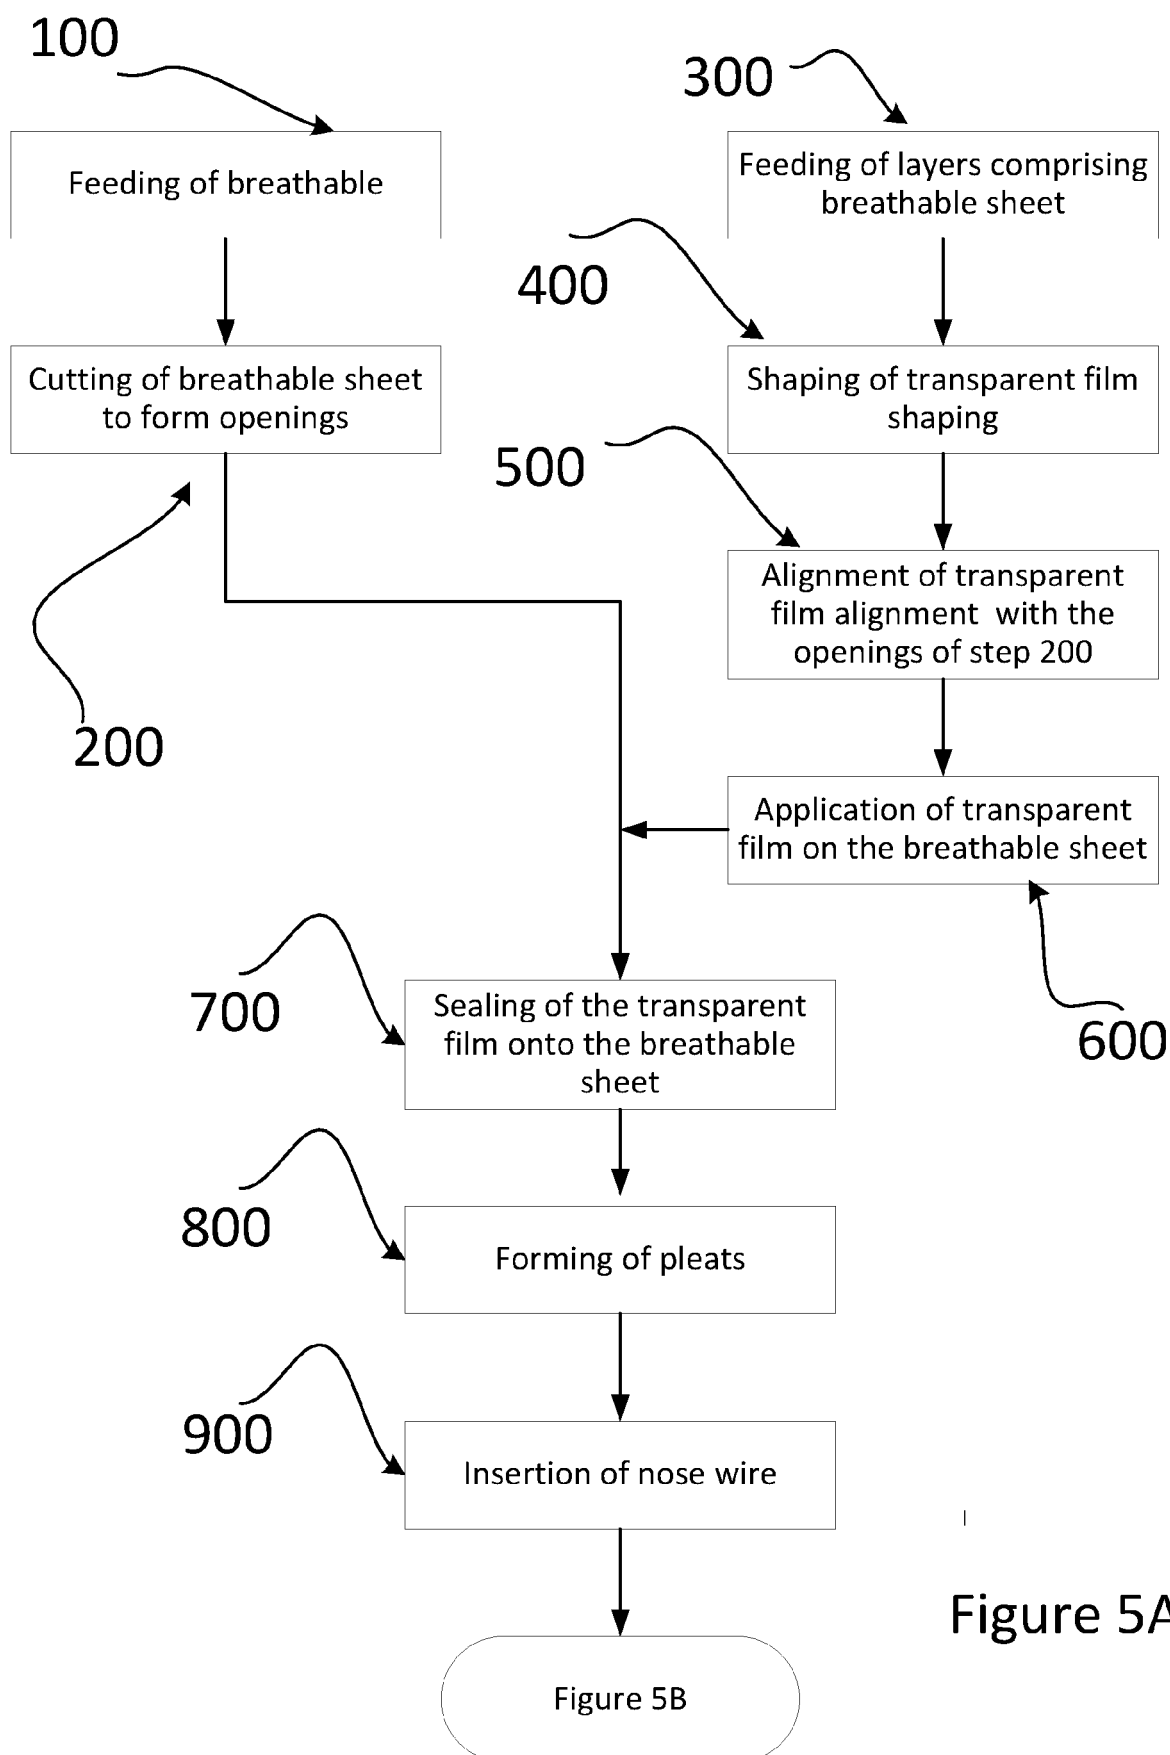 100
300
Feeding of breathable
Feeding of layers comprising
breathable sheet
400
Cutting of breathable sheet
to form openings
Shaping of transparent film
shaping
500
Alignment of transparent
film alignment with the
openings of step 200
200
Application of transparent
film on the breathable sheet
700
Sealing of the transparent
film onto the breathable
sheet
600
800
Forming of pleats
900
Insertion of nose wire
Figure 5A
Figure 5B